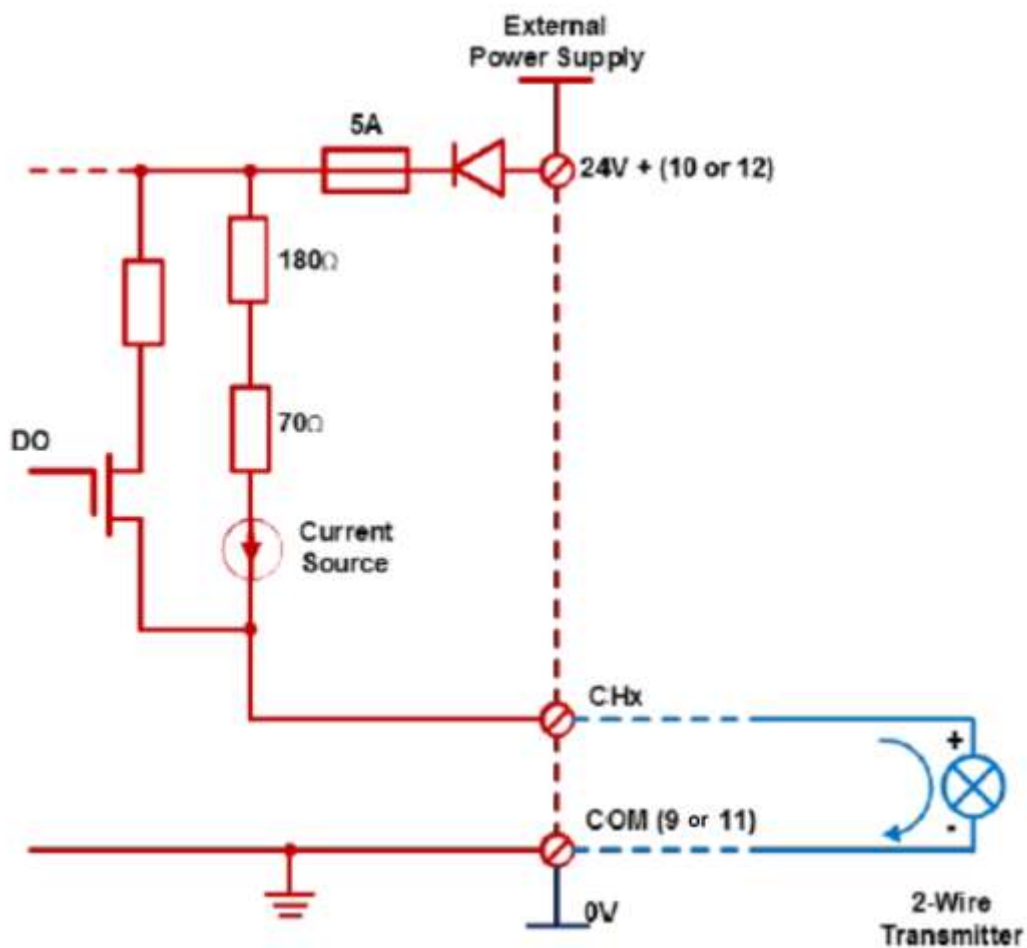 External
Power Supply
5A
24V + (10 or 12)
180Ω
70Ω
DO
Current
Source
CHx
+
COM (9 or 11)
-
0V
2-Wire
Transmitter